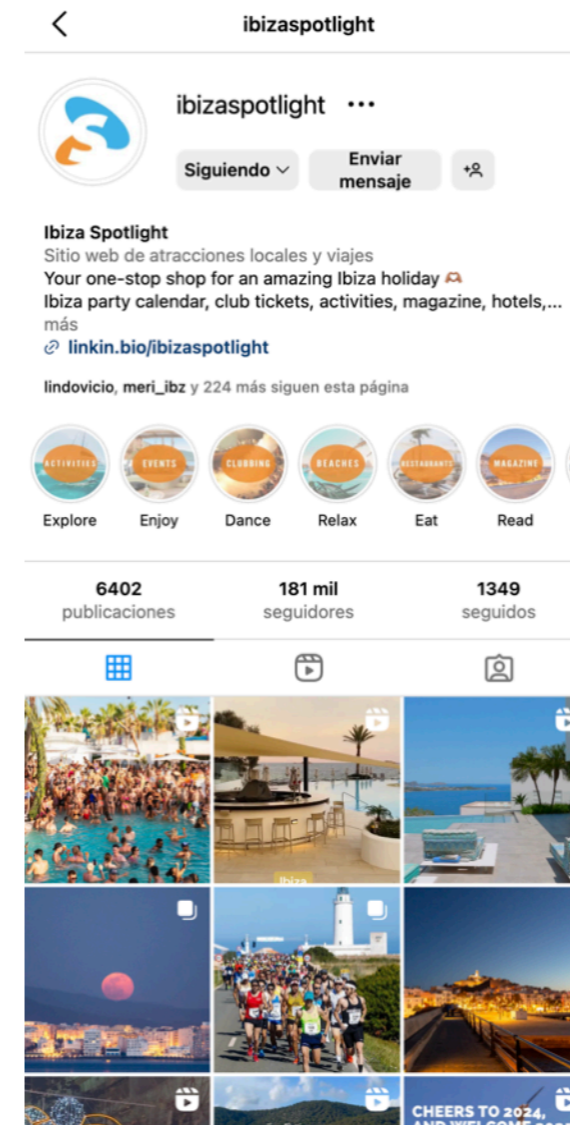 ibizaspotlight
ibizaspotlight
Siguiendo
Enviar
mensaje
Ibiza Spotlight
Sitio web de atracciones locales y viajes
Your one-stop shop for an amazing Ibiza holiday
Ibiza party calendar, club tickets, activities, magazine, hotels,...
más
linkin.bio/ibizaspotlight
lindovicio, meri_ibz y 224 más siguen esta página
ACTIVITIES EVENTS CLUBBING BEACHES RESTAURANTS MAGAZINE
Explore Enjoy Dance Relax Eat Read
6402 181 mil 1349
publicaciones seguidores seguidos
Ibiza
CHEERS TO 2024,
AND WELCOME